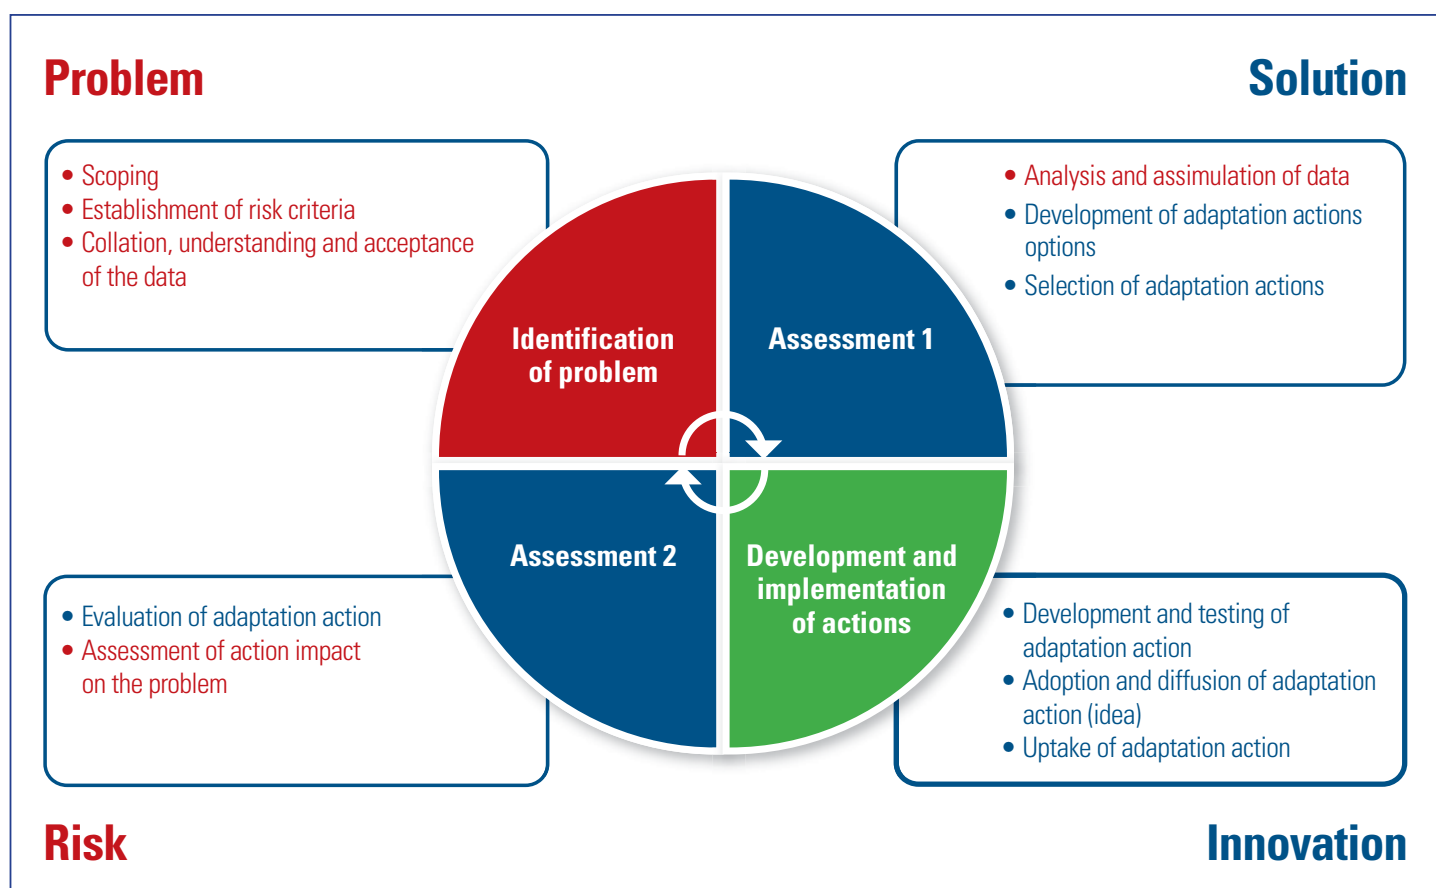 Problem
Solution
• Scoping
• Establishment of risk criteria
• Collation, understanding and acceptance
of the data
• Analysis and assimulation of data
• Development of adaptation actions
options
• Selection of adaptation actions
Identification
of problem
Assessment 1
Assessment 2
Development and
implementation
of actions
• Evaluation of adaptation action
• Assessment of action impact
on the problem
• Development and testing of
adaptation action
• Adoption and diffusion of adaptation
action (idea)
• Uptake of adaptation action
Risk
Innovation